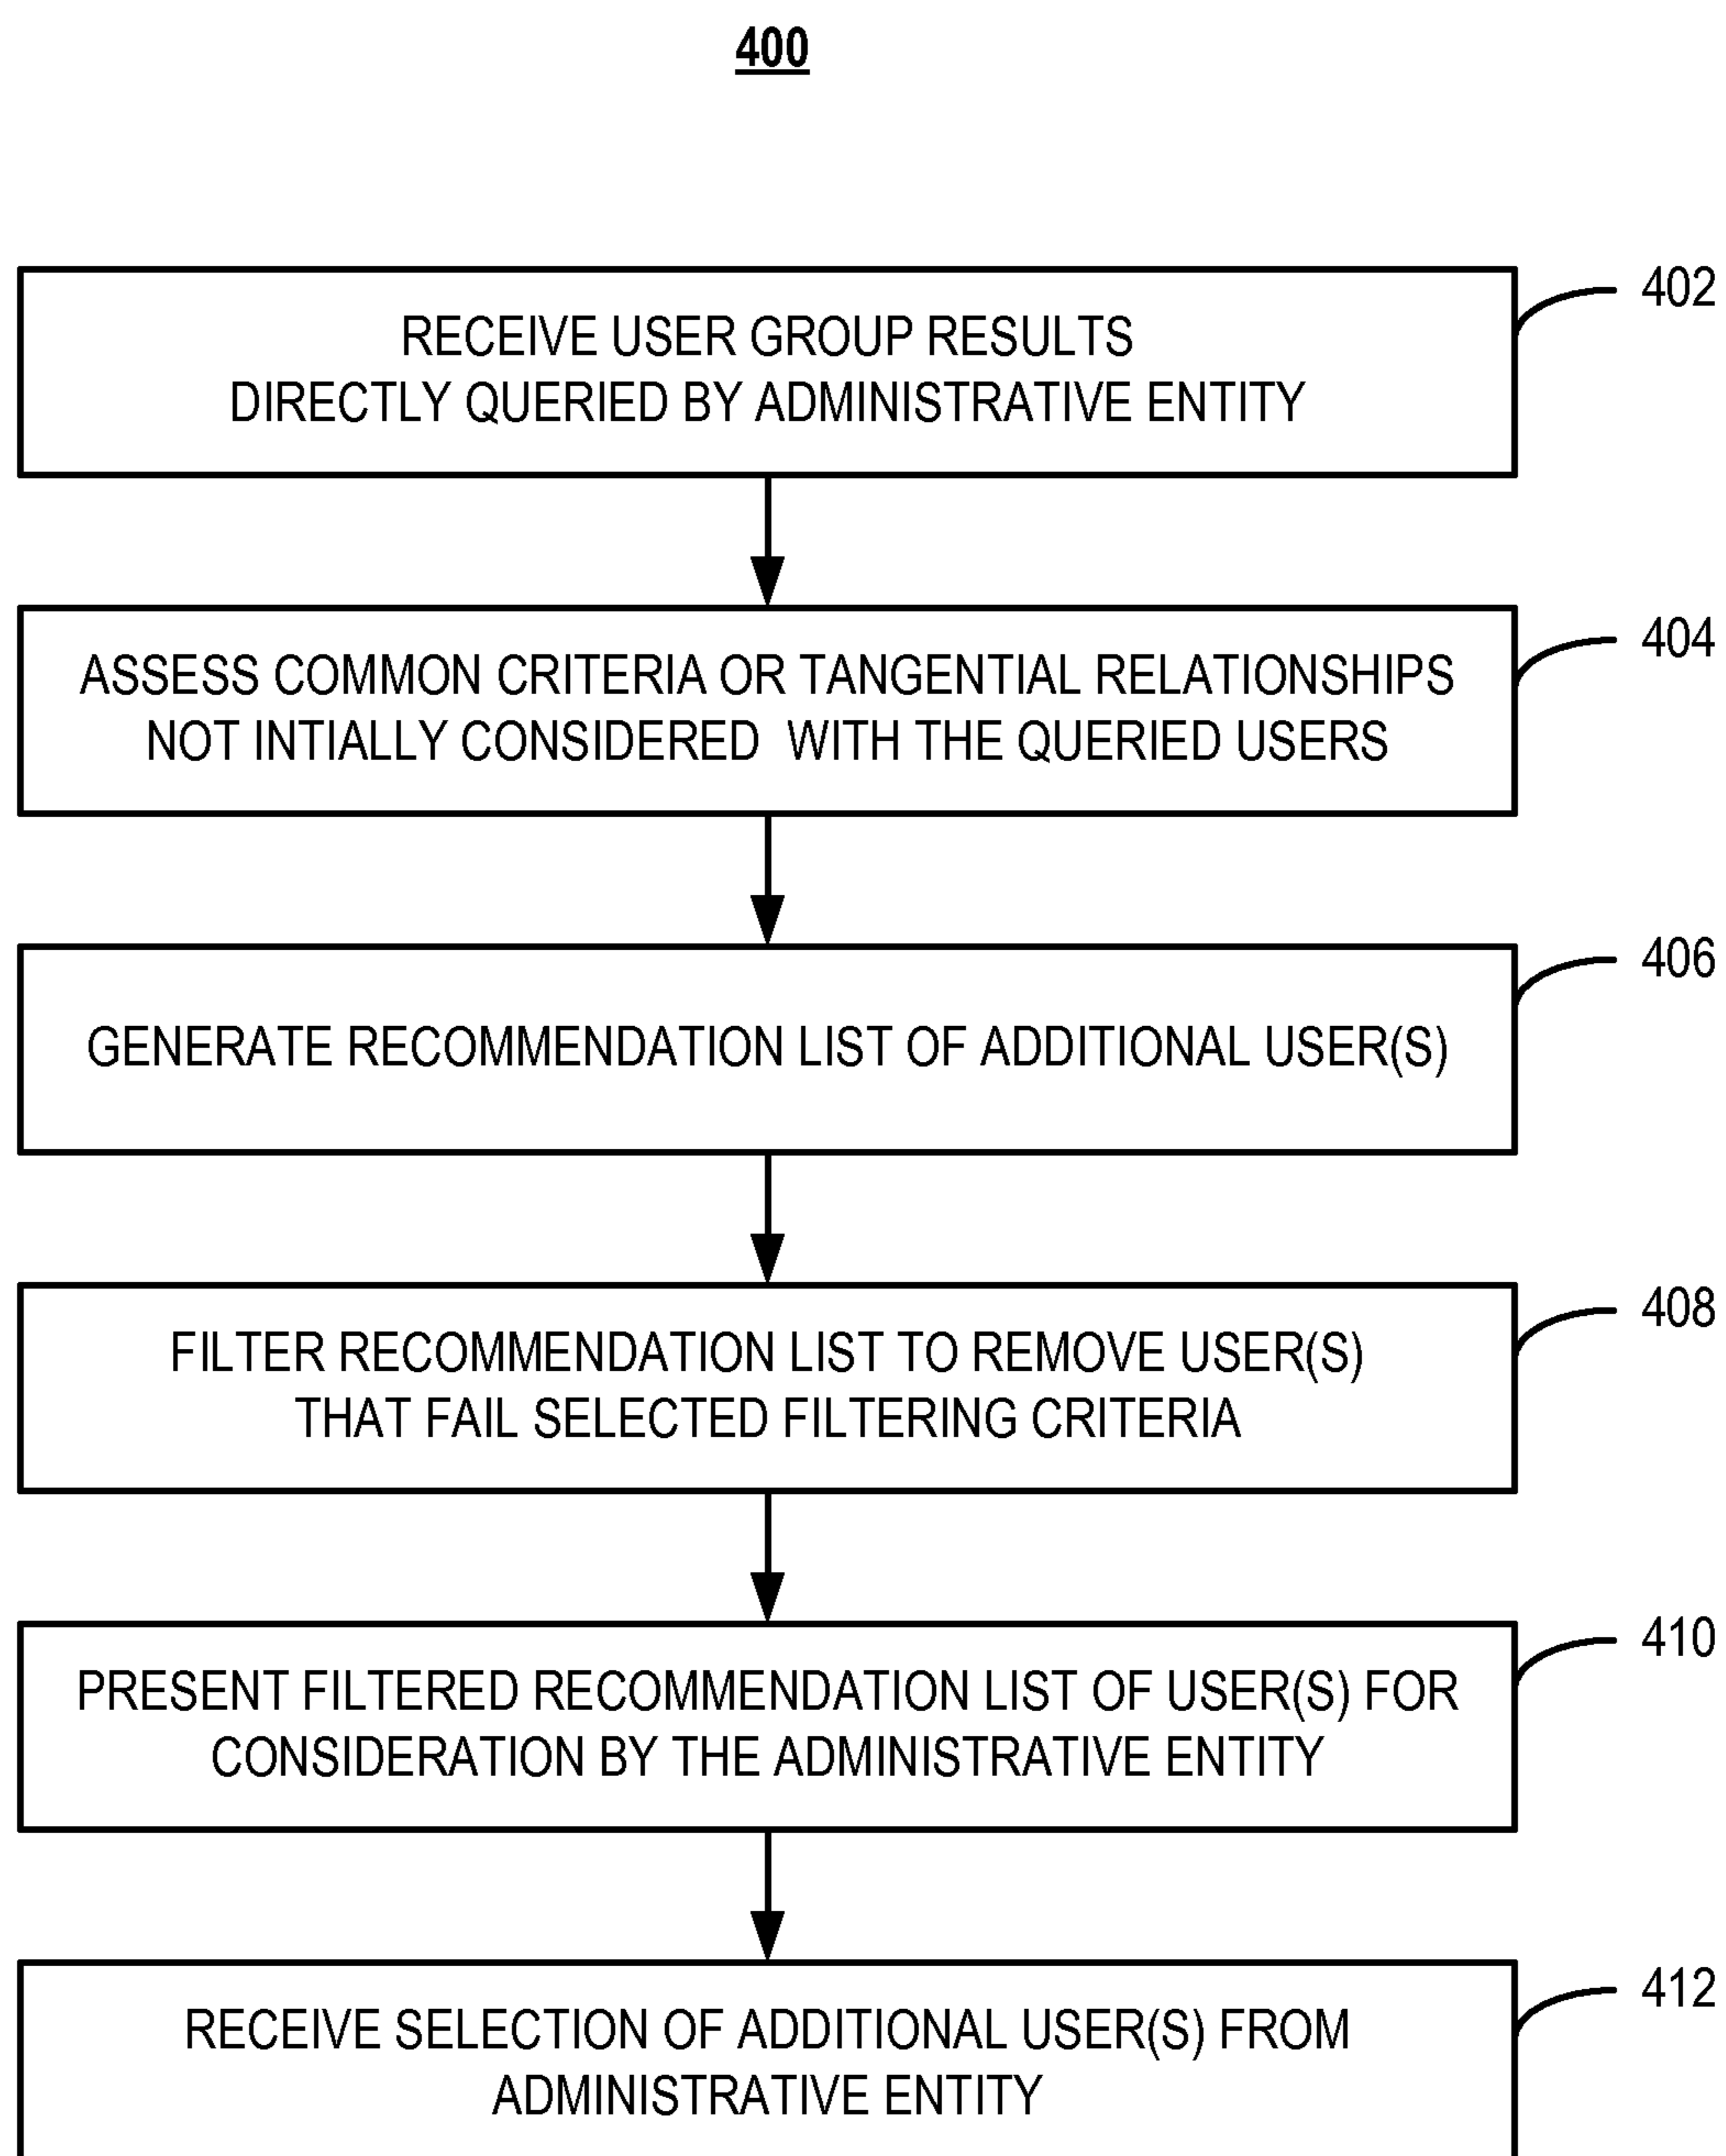 400
RECEIVE USER GROUP RESULTS
DIRECTLY QUERIED BY ADMINISTRATIVE ENTITY
402
ASSESS COMMON CRITERIA OR TANGENTIAL RELATIONSHIPS
NOT INTIALLY CONSIDERED WITH THE QUERIED USERS
404
GENERATE RECOMMENDATION LIST OF ADDITIONAL USER(S)
406
FILTER RECOMMENDATION LIST TO REMOVE USER(S)
THAT FAIL SELECTED FILTERING CRITERIA
408
PRESENT FILTERED RECOMMENDATION LIST OF USER(S) FOR
CONSIDERATION BY THE ADMINISTRATIVE ENTITY
410
RECEIVE SELECTION OF ADDITIONAL USER(S) FROM
ADMINISTRATIVE ENTITY
412